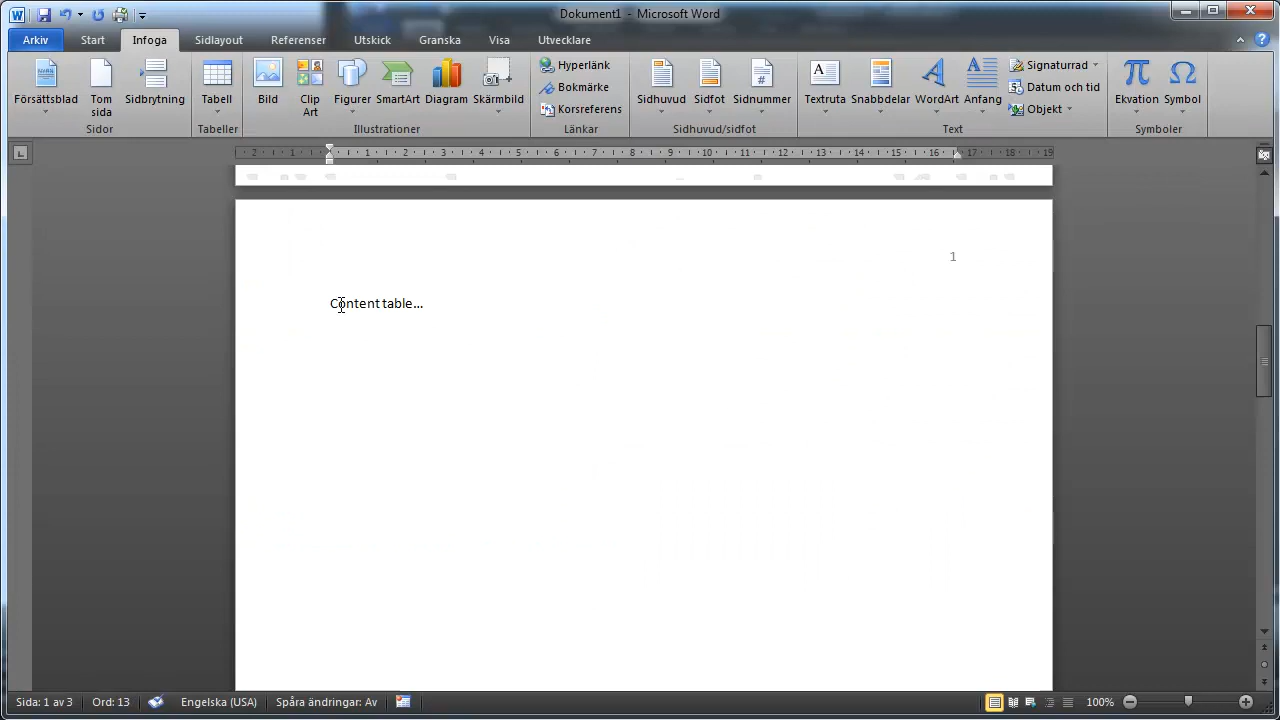 Dokument1 - Microsoft Word
Arkiv Start Infoga Sidlayout Referenser Utskick Granska Visa Utvecklare
Försättsblad Tom sida Sidbrytning
Sidor
Tabell
Tabeller
Bild Clip Art Figurer SmartArt Diagram Skärmbild
Illustrationer
Hyperlänk
Bokmärke
Korsreferens
Länkar
Sidhuvud Sidfot Sidnummer
Sidhuvud/sidfot
Textruta Snabbdelar WordArt Anfang
Signaturrad
Datum och tid
Objekt
Text
Ekvation Symbol
Symboler
2 1 1 2 3 4 5 6 7 8 9 10 11 12 13 14 15 16 17 18 19
1
Content table...
Sida: 1 av 3 Ord: 13 Engelska (USA) Spåra ändringar: Av 100%